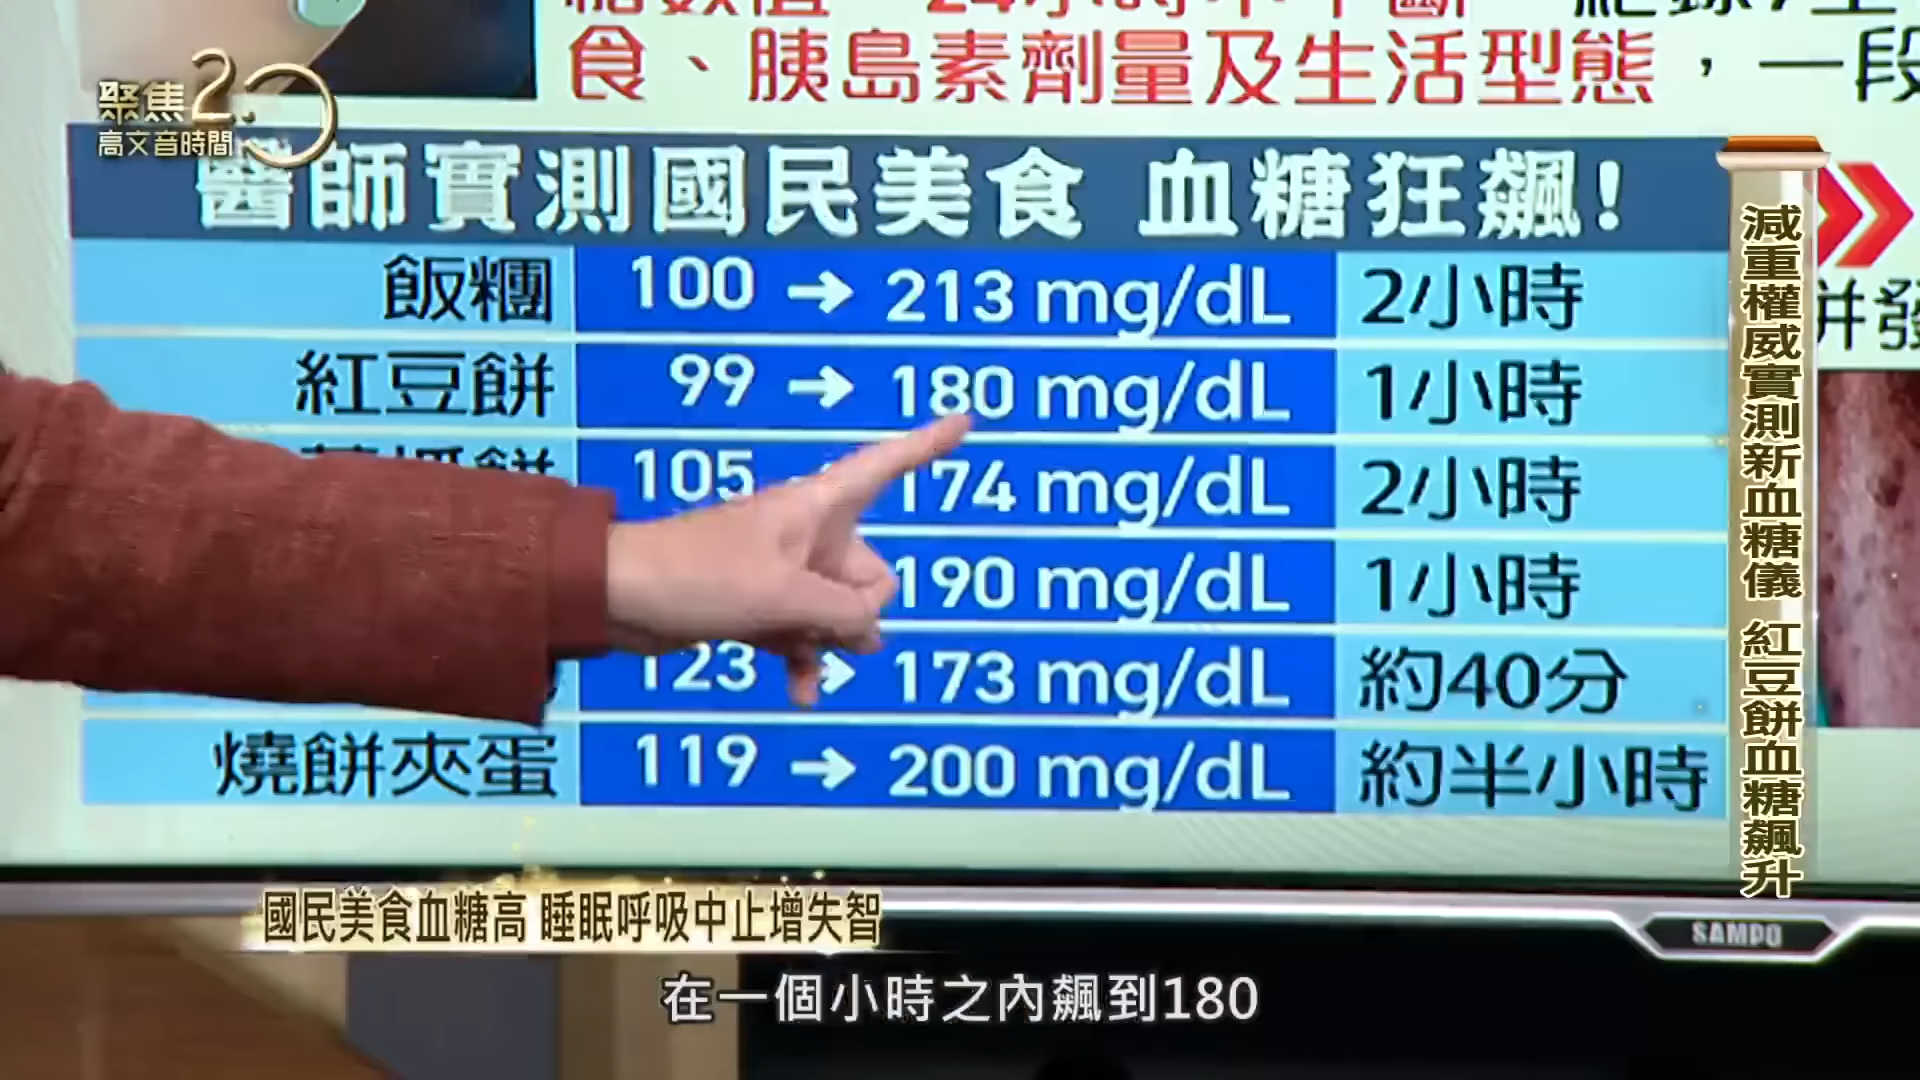 食、胰島素劑量及生活型態，一段
聚焦2.0
高文音時間
醫師實測國民美食 血糖狂飆!
飯糰 100 → 213 mg/dL 2小時
紅豆餅 99 → 180 mg/dL 1小時
105 174 mg/dL 2小時
190 mg/dL 1小時
123 → 173 mg/dL 約40分
燒餅夾蛋 119 → 200 mg/dL 約半小時
併發
減重權威實測新血糖儀 紅豆餅血糖飆升
國民美食血糖高 睡眠呼吸中止增失智
SAMPO
在一個小時之內飆到180